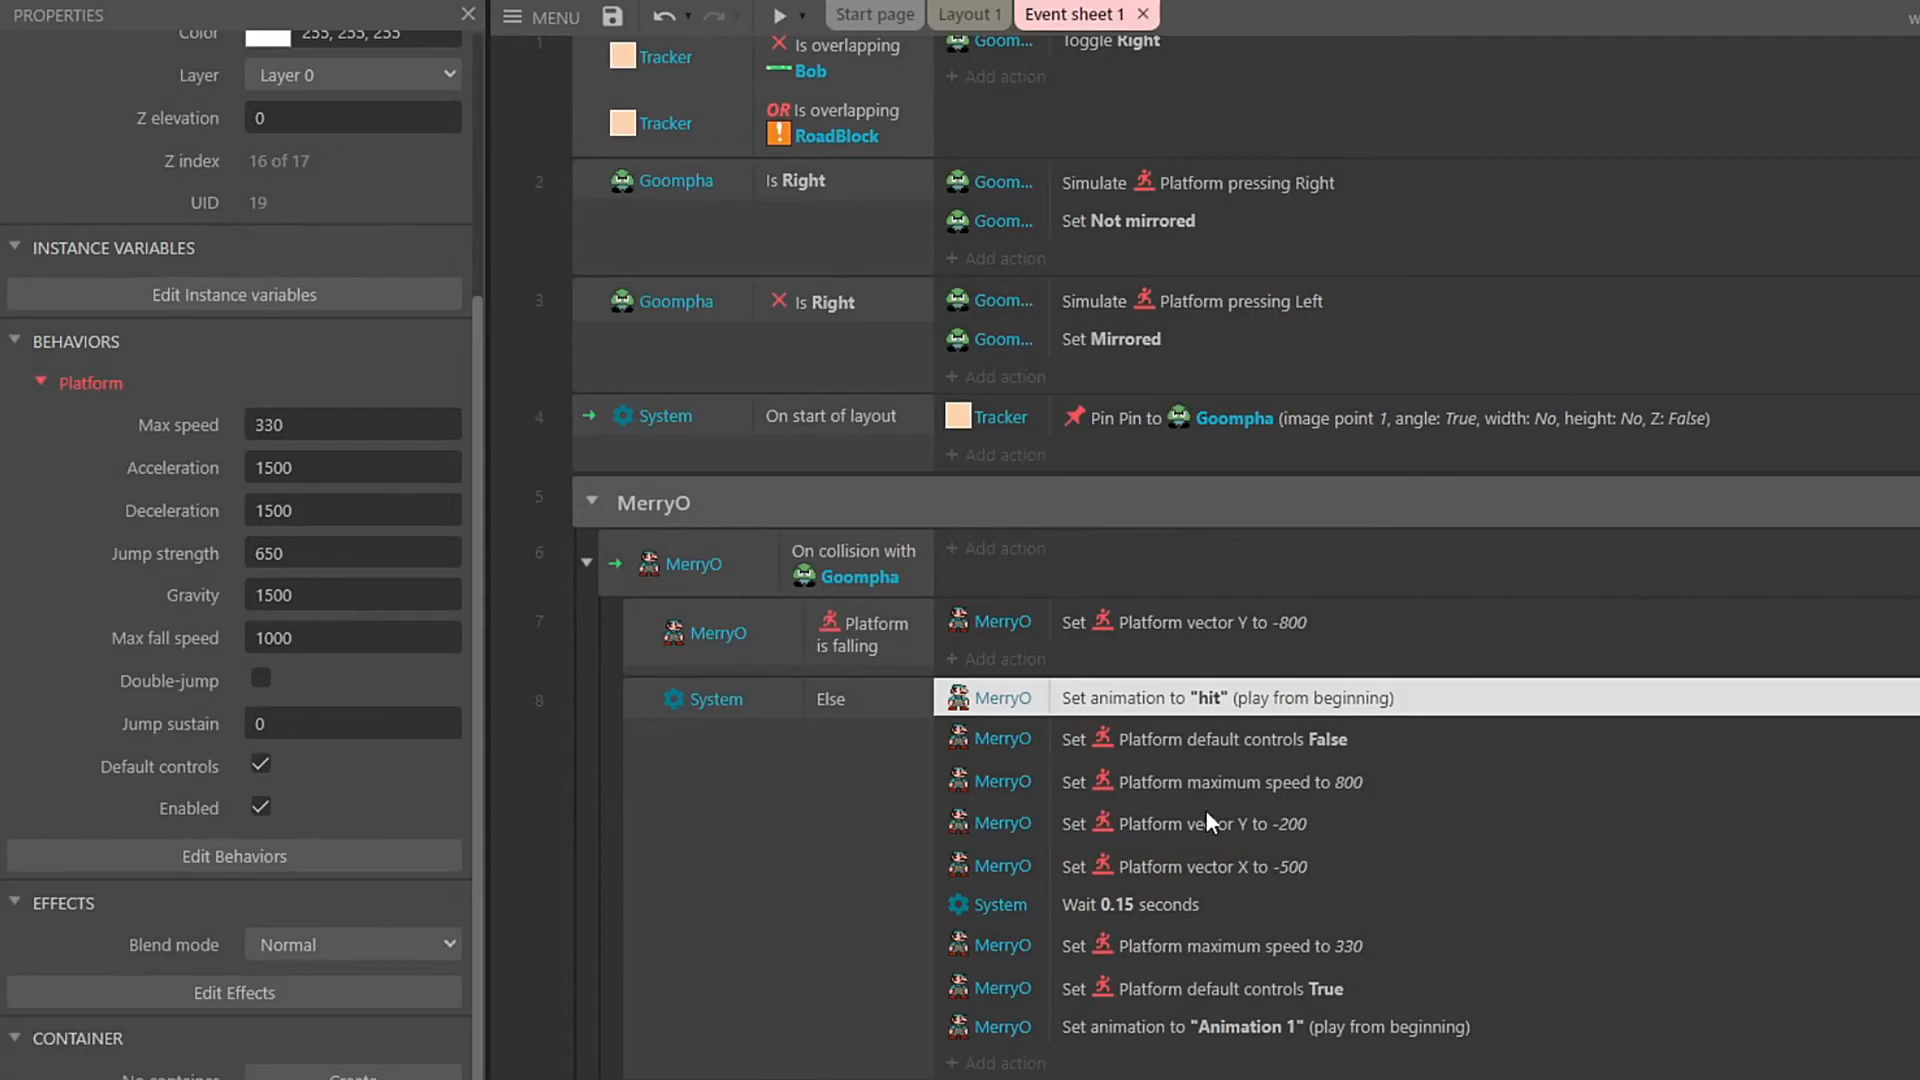 PROPERTIES
Color 255, 255, 255
Layer Layer 0
Z elevation 0
Z index 16 of 17
UID 19
INSTANCE VARIABLES
Edit Instance variables
BEHAVIORS
Platform
Max speed 330
Acceleration 1500
Deceleration 1500
Jump strength 650
Gravity 1500
Max fall speed 1000
Double-jump
Jump sustain 0
Default controls
Enabled
Edit Behaviors
EFFECTS
Blend mode Normal
Edit Effects
CONTAINER
No container Create
MENU Start page Layout 1 Event sheet 1
1 Tracker Is overlapping
Bob
Goom... Toggle Right
+ Add action
Tracker OR Is overlapping
RoadBlock
2 Goompha Is Right Goom... Simulate Platform pressing Right
Goom... Set Not mirrored
+ Add action
3 Goompha Is Right Goom... Simulate Platform pressing Left
Goom... Set Mirrored
+ Add action
4 System On start of layout Tracker Pin Pin to Goompha (image point 1, angle: True, width: No, height: No, Z: False)
+ Add action
5 MerryO
6 MerryO On collision with
Goompha
+ Add action
7 MerryO Platform
is falling
MerryO Set Platform vector Y to -800
+ Add action
8 System Else MerryO Set animation to "hit" (play from beginning)
MerryO Set Platform default controls False
MerryO Set Platform maximum speed to 800
MerryO Set Platform vector Y to -200
MerryO Set Platform vector X to -500
System Wait 0.15 seconds
MerryO Set Platform maximum speed to 330
MerryO Set Platform default controls True
MerryO Set animation to "Animation 1" (play from beginning)
+ Add action